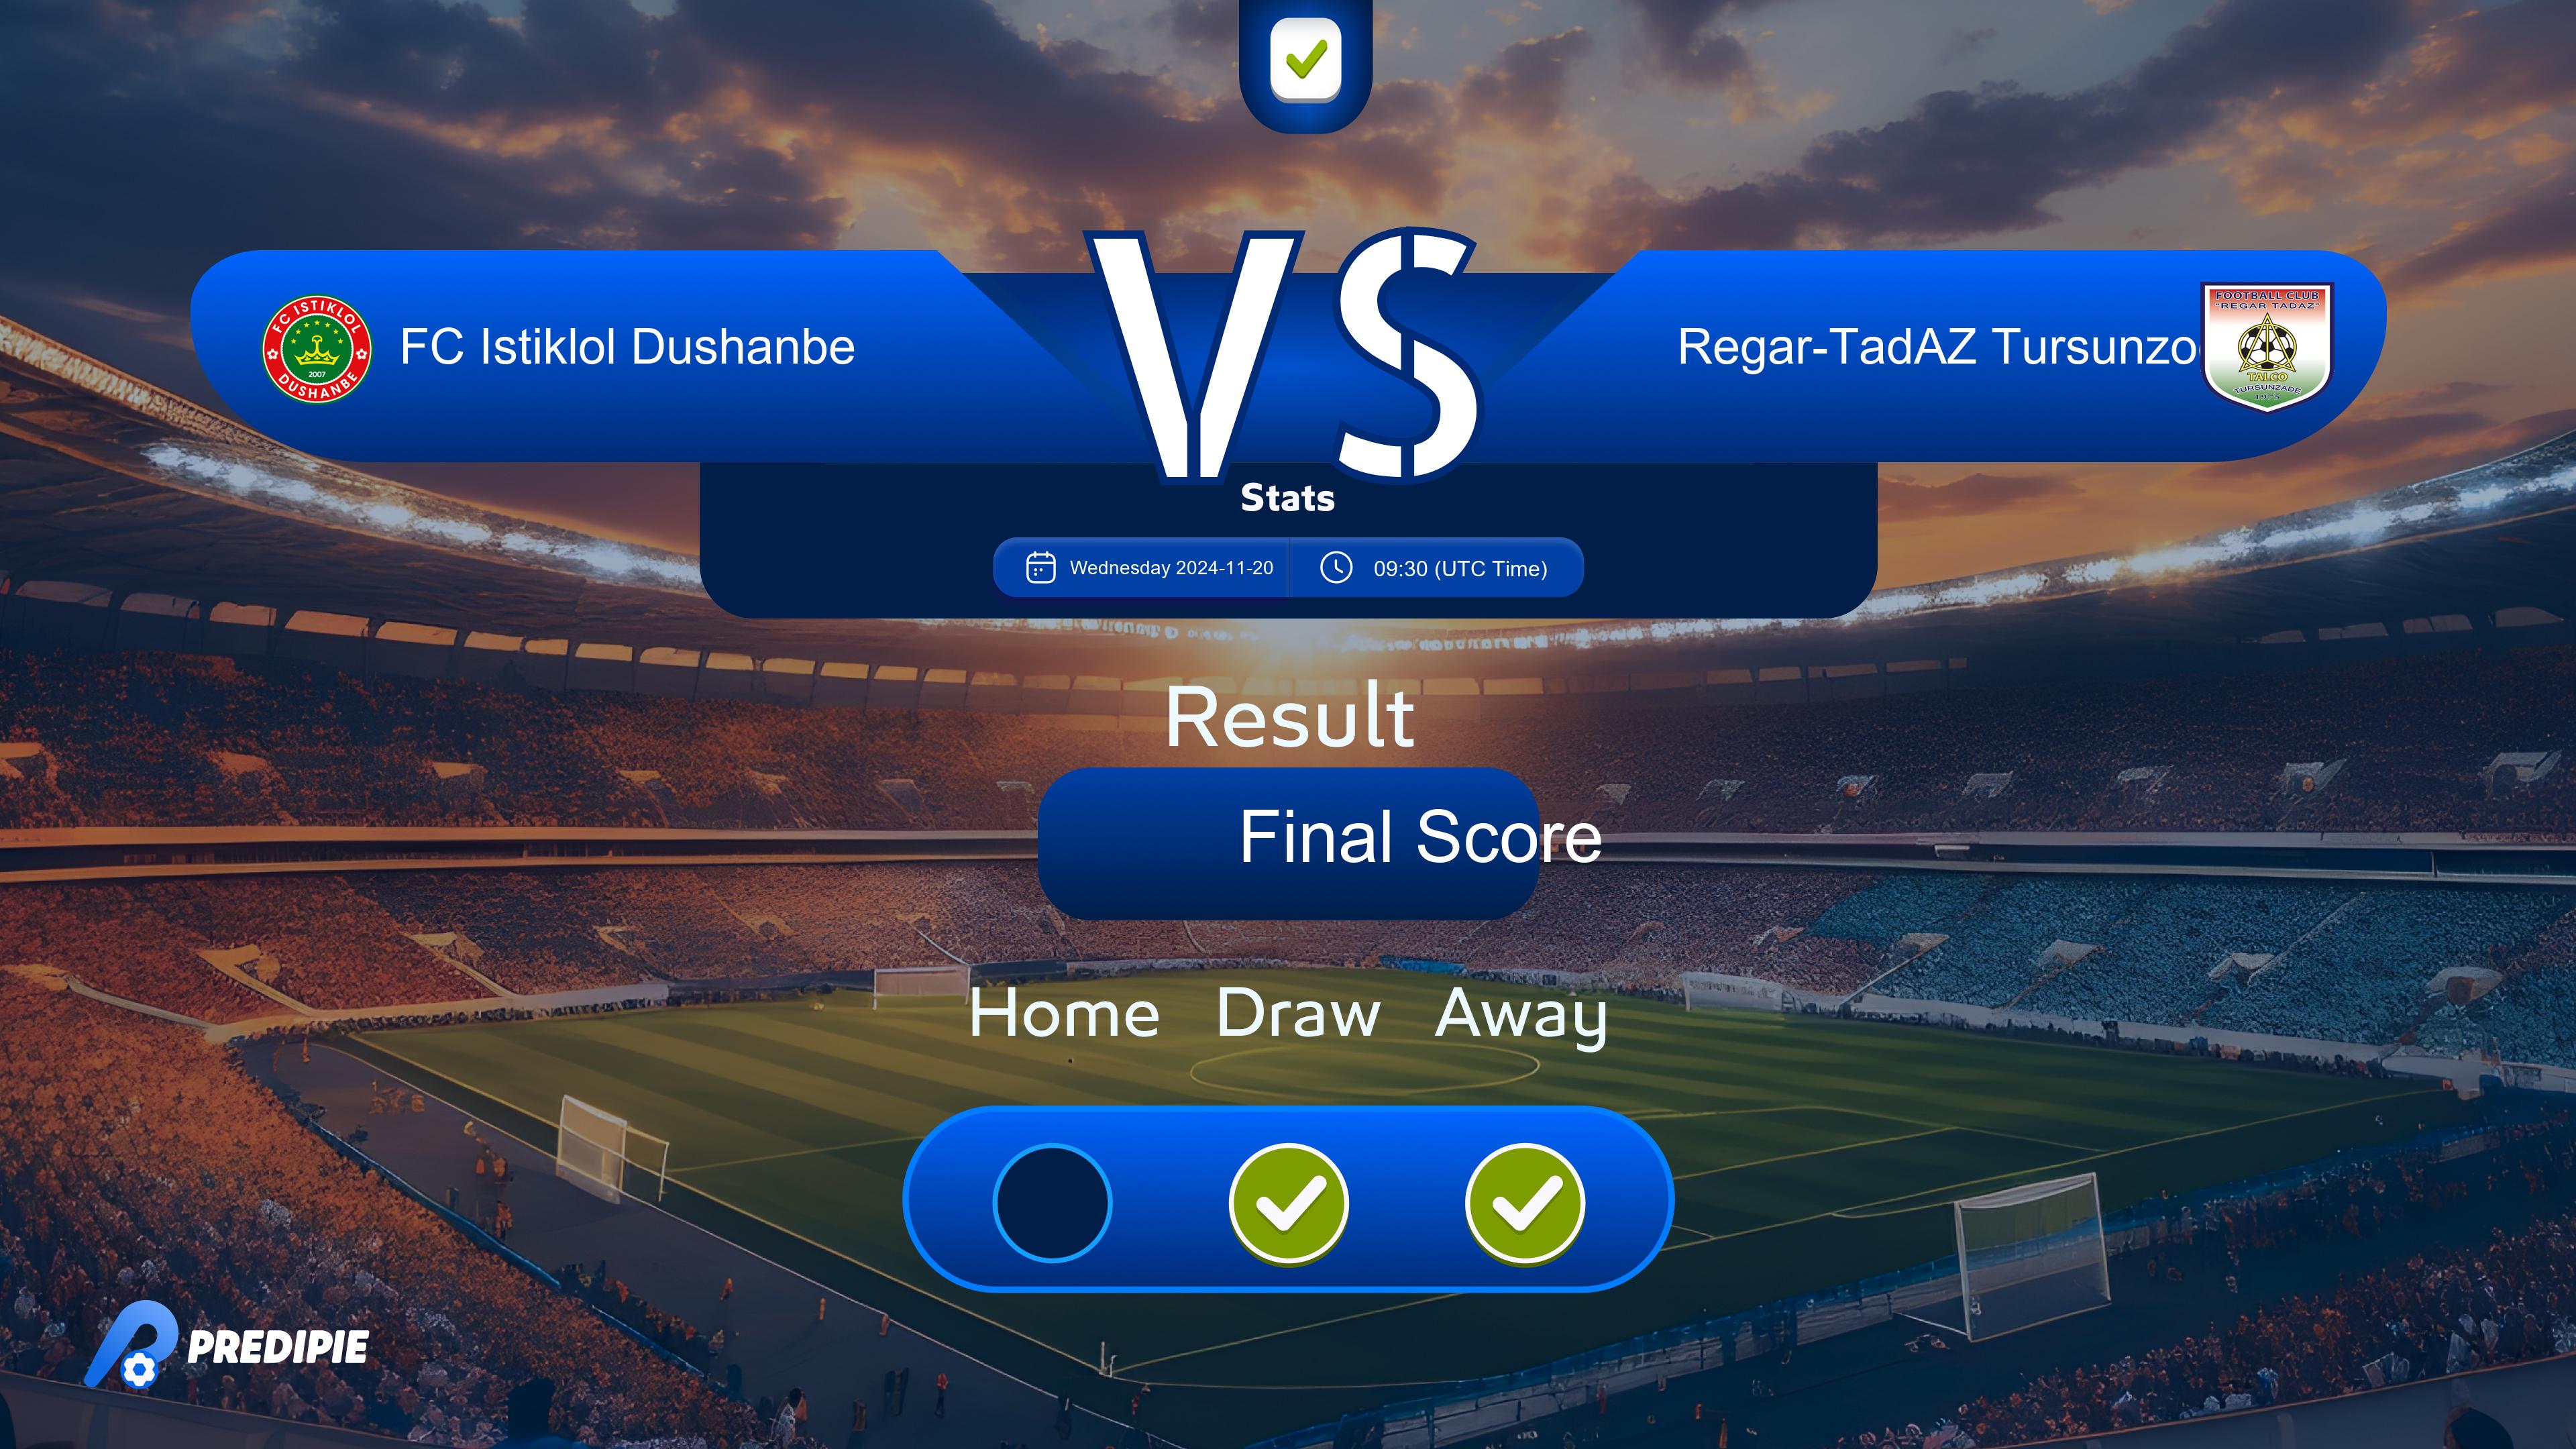 VS
FC ISTIKLOL
2007
DUSHANBE
FC Istiklol Dushanbe
Regar-TadAZ Tursunzo
FOOTBALL CLUB
"REGAR TADAZ"
TALCO
TURSUNZADE
1975
Stats
Wednesday 2024-11-20
09:30 (UTC Time)
Result
Final Score
Home Draw Away
PREDIPIE